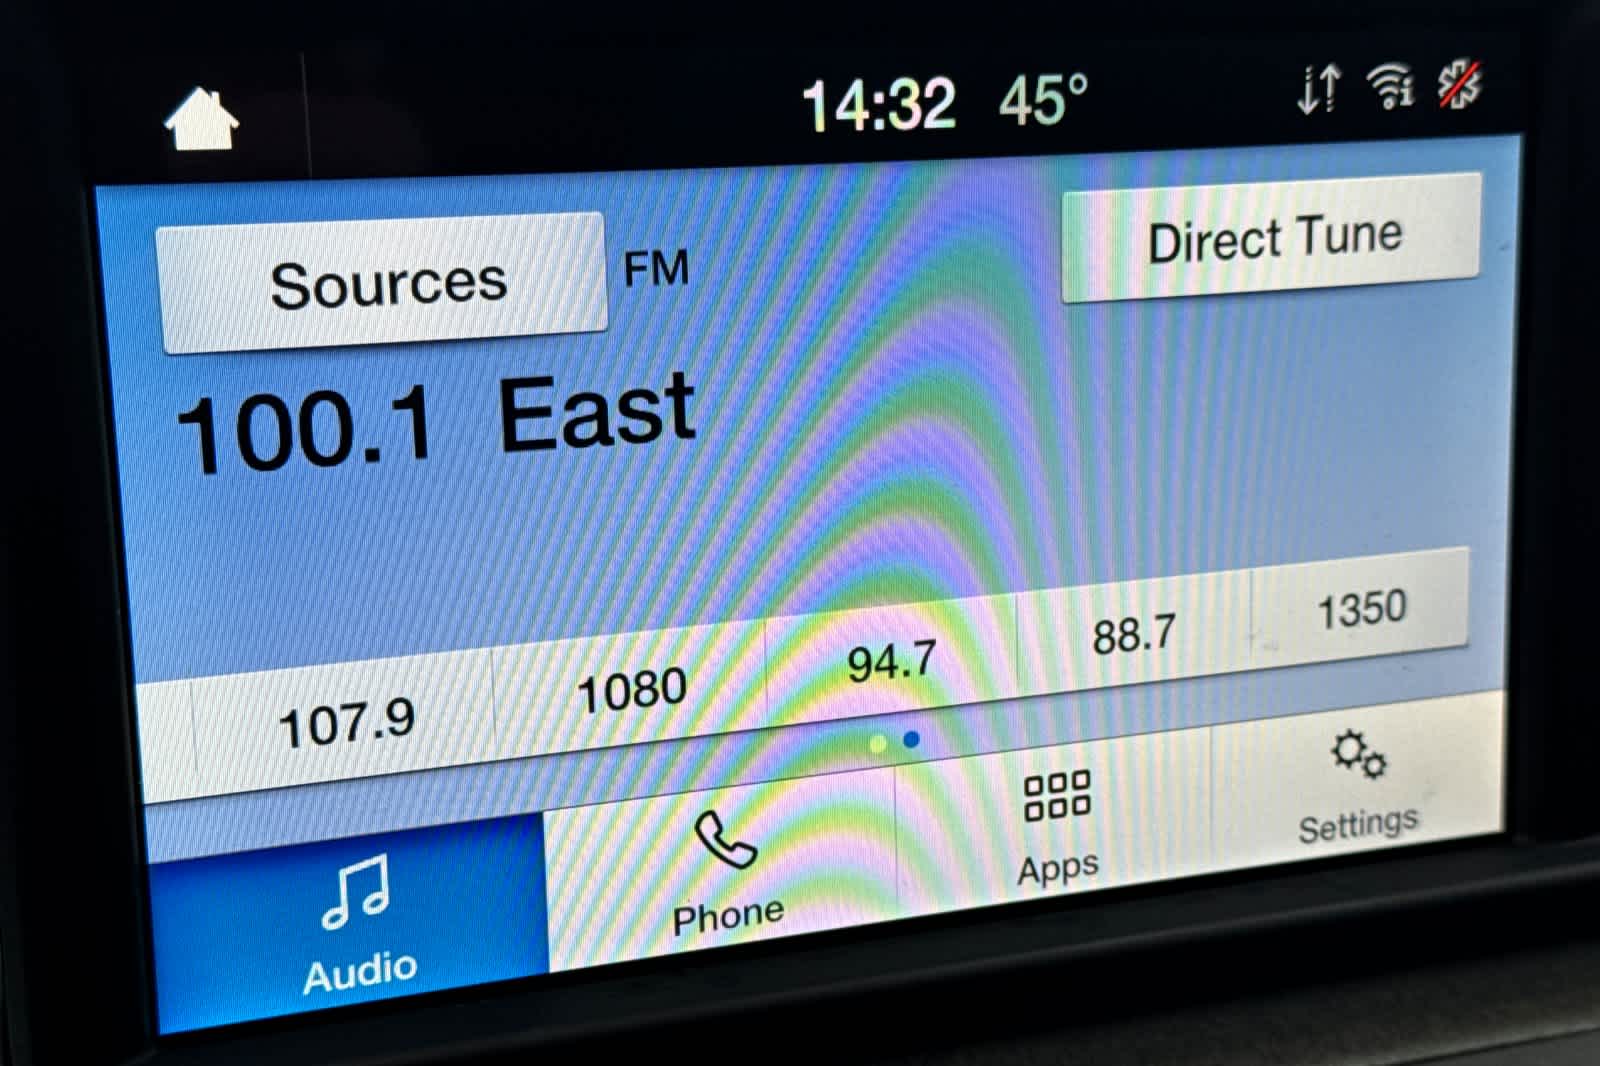 14:32 45°
Sources FM Direct Tune
100.1 East
107.9 1080 94.7 88.7 1350
Audio Phone Apps Settings